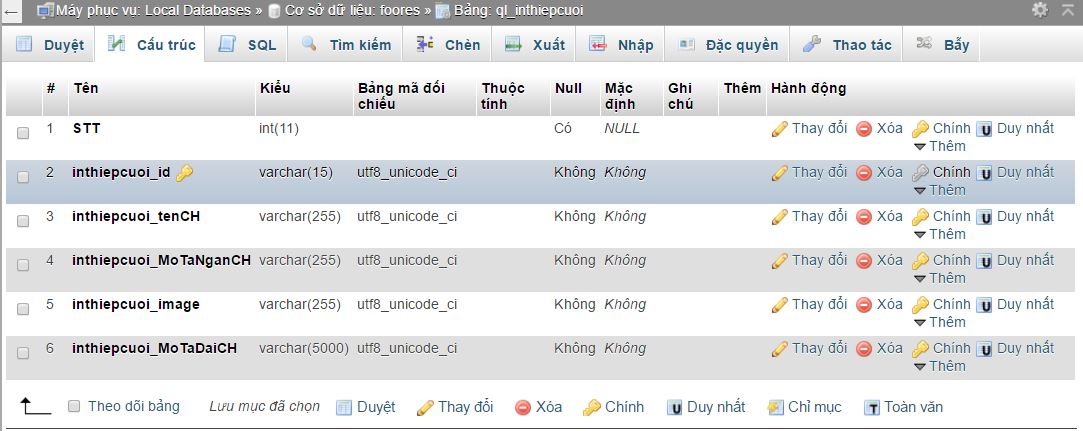 Máy phục vụ: Local Databases » Cơ sở dữ liệu: foores » Bảng: ql_inthiepcuoi
Duyệt Cấu trúc SQL Tìm kiếm Chèn Xuất Nhập Đặc quyền Thao tác Bẫy
# Tên Kiểu Bảng mã đối chiếu Thuộc tính Null Mặc định Ghi chú Thêm Hành động
1 STT int(11) Có NULL Thay đổi Xóa Chính U Duy nhất
Thêm
2 inthiepcuoi_id varchar(15) utf8_unicode_ci Không Không Thay đổi Xóa Chính U Duy nhất
Thêm
3 inthiepcuoi_tenCH varchar(255) utf8_unicode_ci Không Không Thay đổi Xóa Chính U Duy nhất
Thêm
4 inthiepcuoi_MoTaNganCH varchar(255) utf8_unicode_ci Không Không Thay đổi Xóa Chính U Duy nhất
Thêm
5 inthiepcuoi_image varchar(255) utf8_unicode_ci Không Không Thay đổi Xóa Chính U Duy nhất
Thêm
6 inthiepcuoi_MoTaDaiCH varchar(5000) utf8_unicode_ci Không Không Thay đổi Xóa Chính U Duy nhất
Thêm
Theo dõi bảng Lưu mục đã chọn Duyệt Thay đổi Xóa Chính U Duy nhất Chỉ mục T Toàn văn